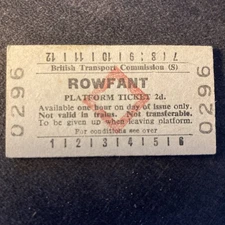 7 8 9 10 11 12
British Transport Commission (S)
ROWFANT
PLATFORM TICKET 2d.
Available one hour on day of issue only.
Not valid in trains. Not transferable.
To be given up when leaving platform.
For conditions see over
1 2 3 4 5 6
0296
0296